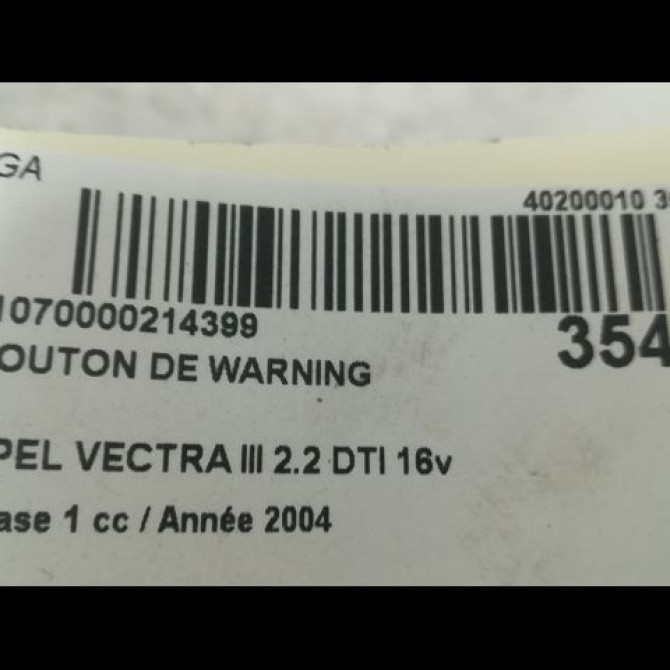 GA
40200010 3
1070000214399
354
OUTON DE WARNING
PEL VECTRA III 2.2 DTI 16v
ase 1 cc / Année 2004